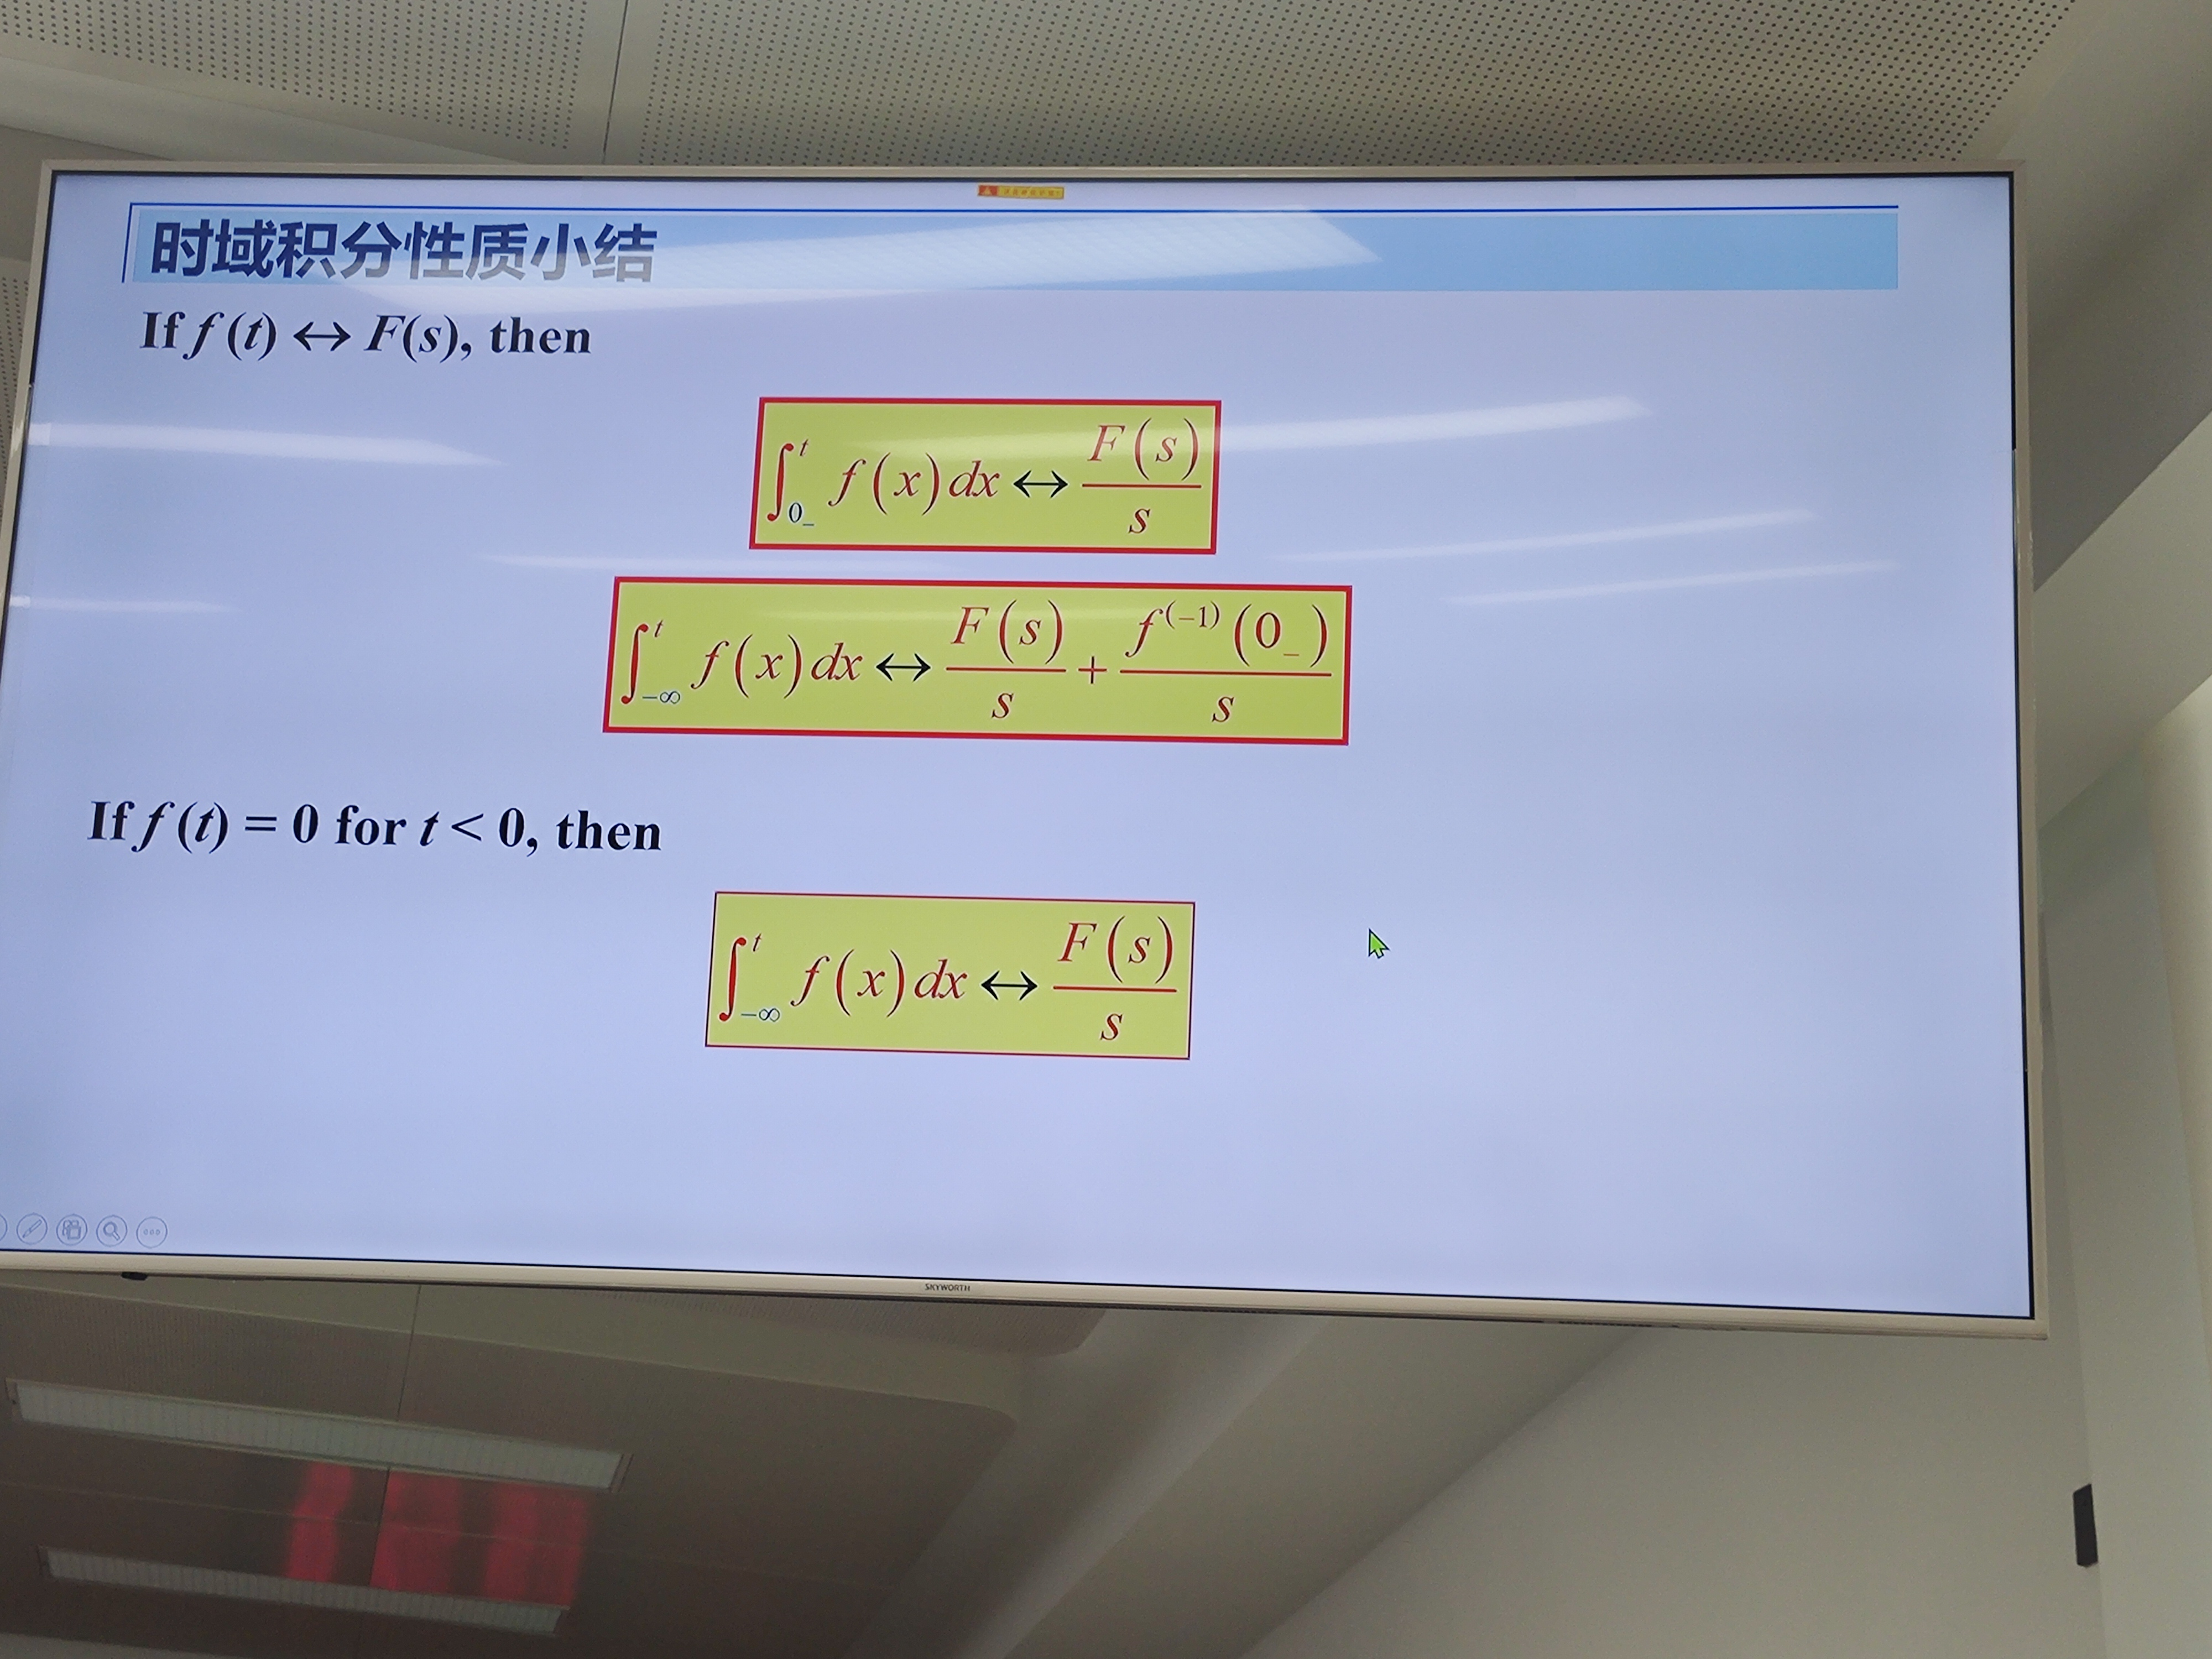 时域积分性质小结
If f (t) ↔ F(s), then
∫_{0_}^{t} f(x)dx ↔ F(s)/s
∫_{-∞}^{t} f(x)dx ↔ F(s)/s + f^{(-1)}(0_)/s
If f (t) = 0 for t < 0, then
∫_{-∞}^{t} f(x)dx ↔ F(s)/s
SKYWORTH